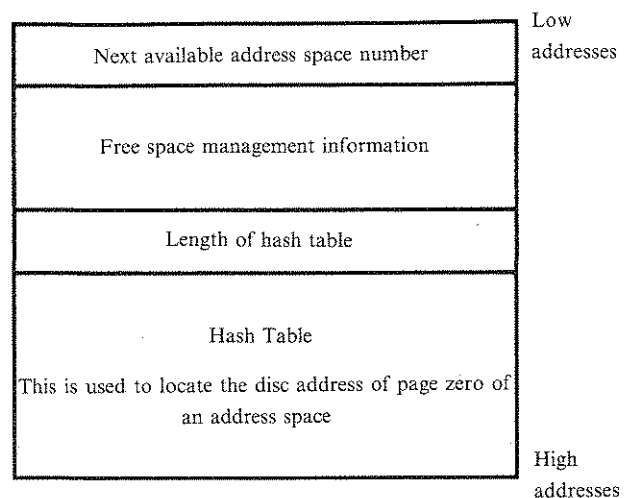 Low
addresses
Next available address space number
Free space management information
Length of hash table
Hash Table
This is used to locate the disc address of page zero of
an address space
High
addresses